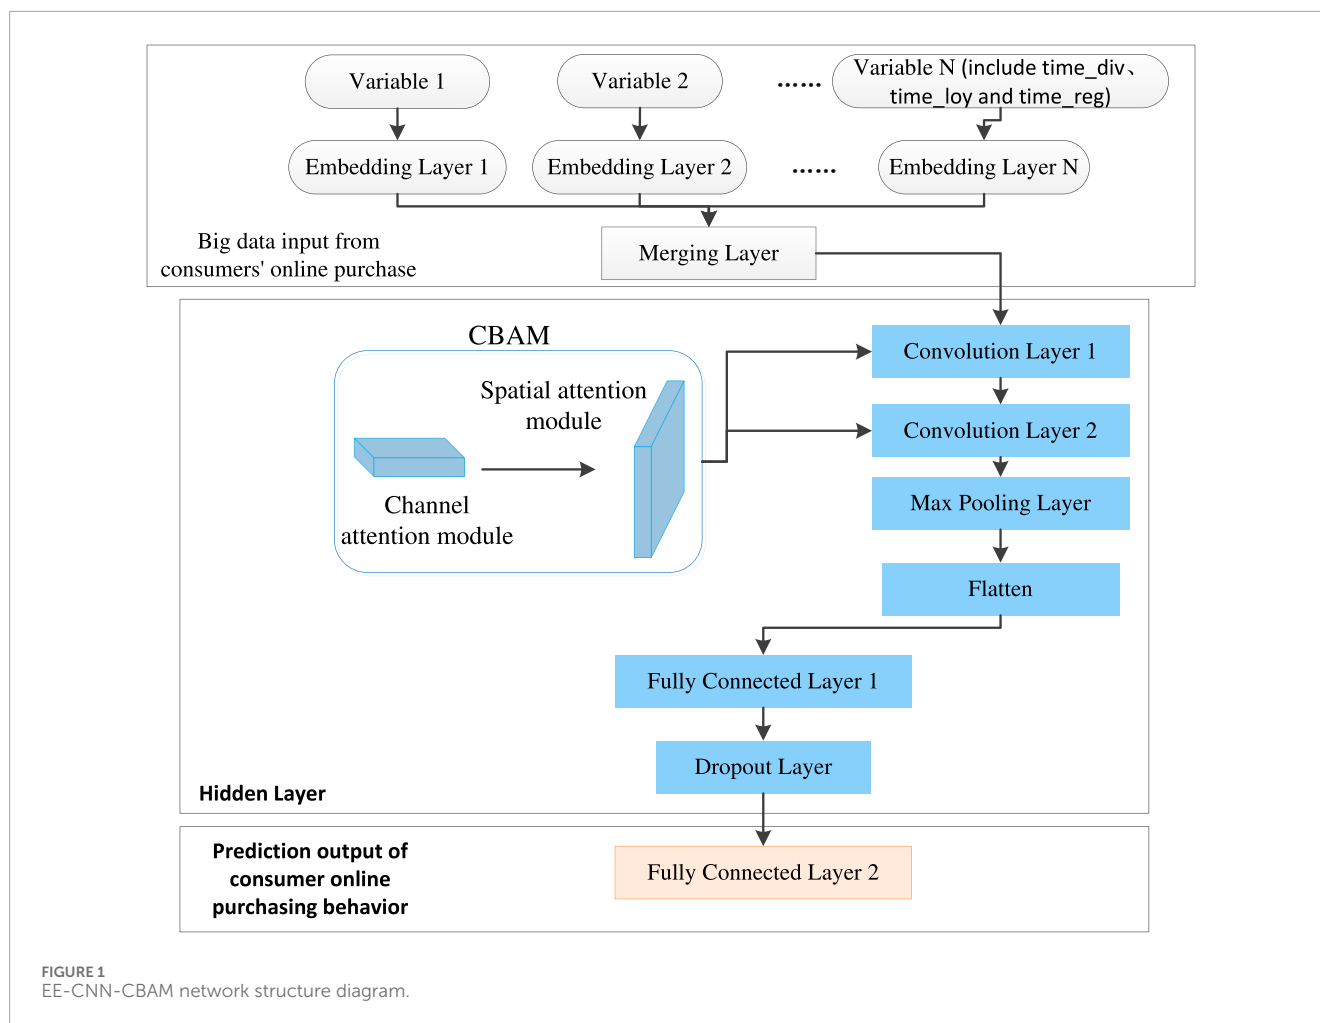 Variable 1
Variable 2
......
Variable N (include time_div、
time_loy and time_reg)
Embedding Layer 1
Embedding Layer 2
......
Embedding Layer N
Big data input from
consumers' online purchase
Merging Layer
CBAM
Spatial attention
module
Channel
attention module
Convolution Layer 1
Convolution Layer 2
Max Pooling Layer
Flatten
Fully Connected Layer 1
Dropout Layer
Hidden Layer
Prediction output of
consumer online
purchasing behavior
Fully Connected Layer 2
FIGURE 1
EE-CNN-CBAM network structure diagram.